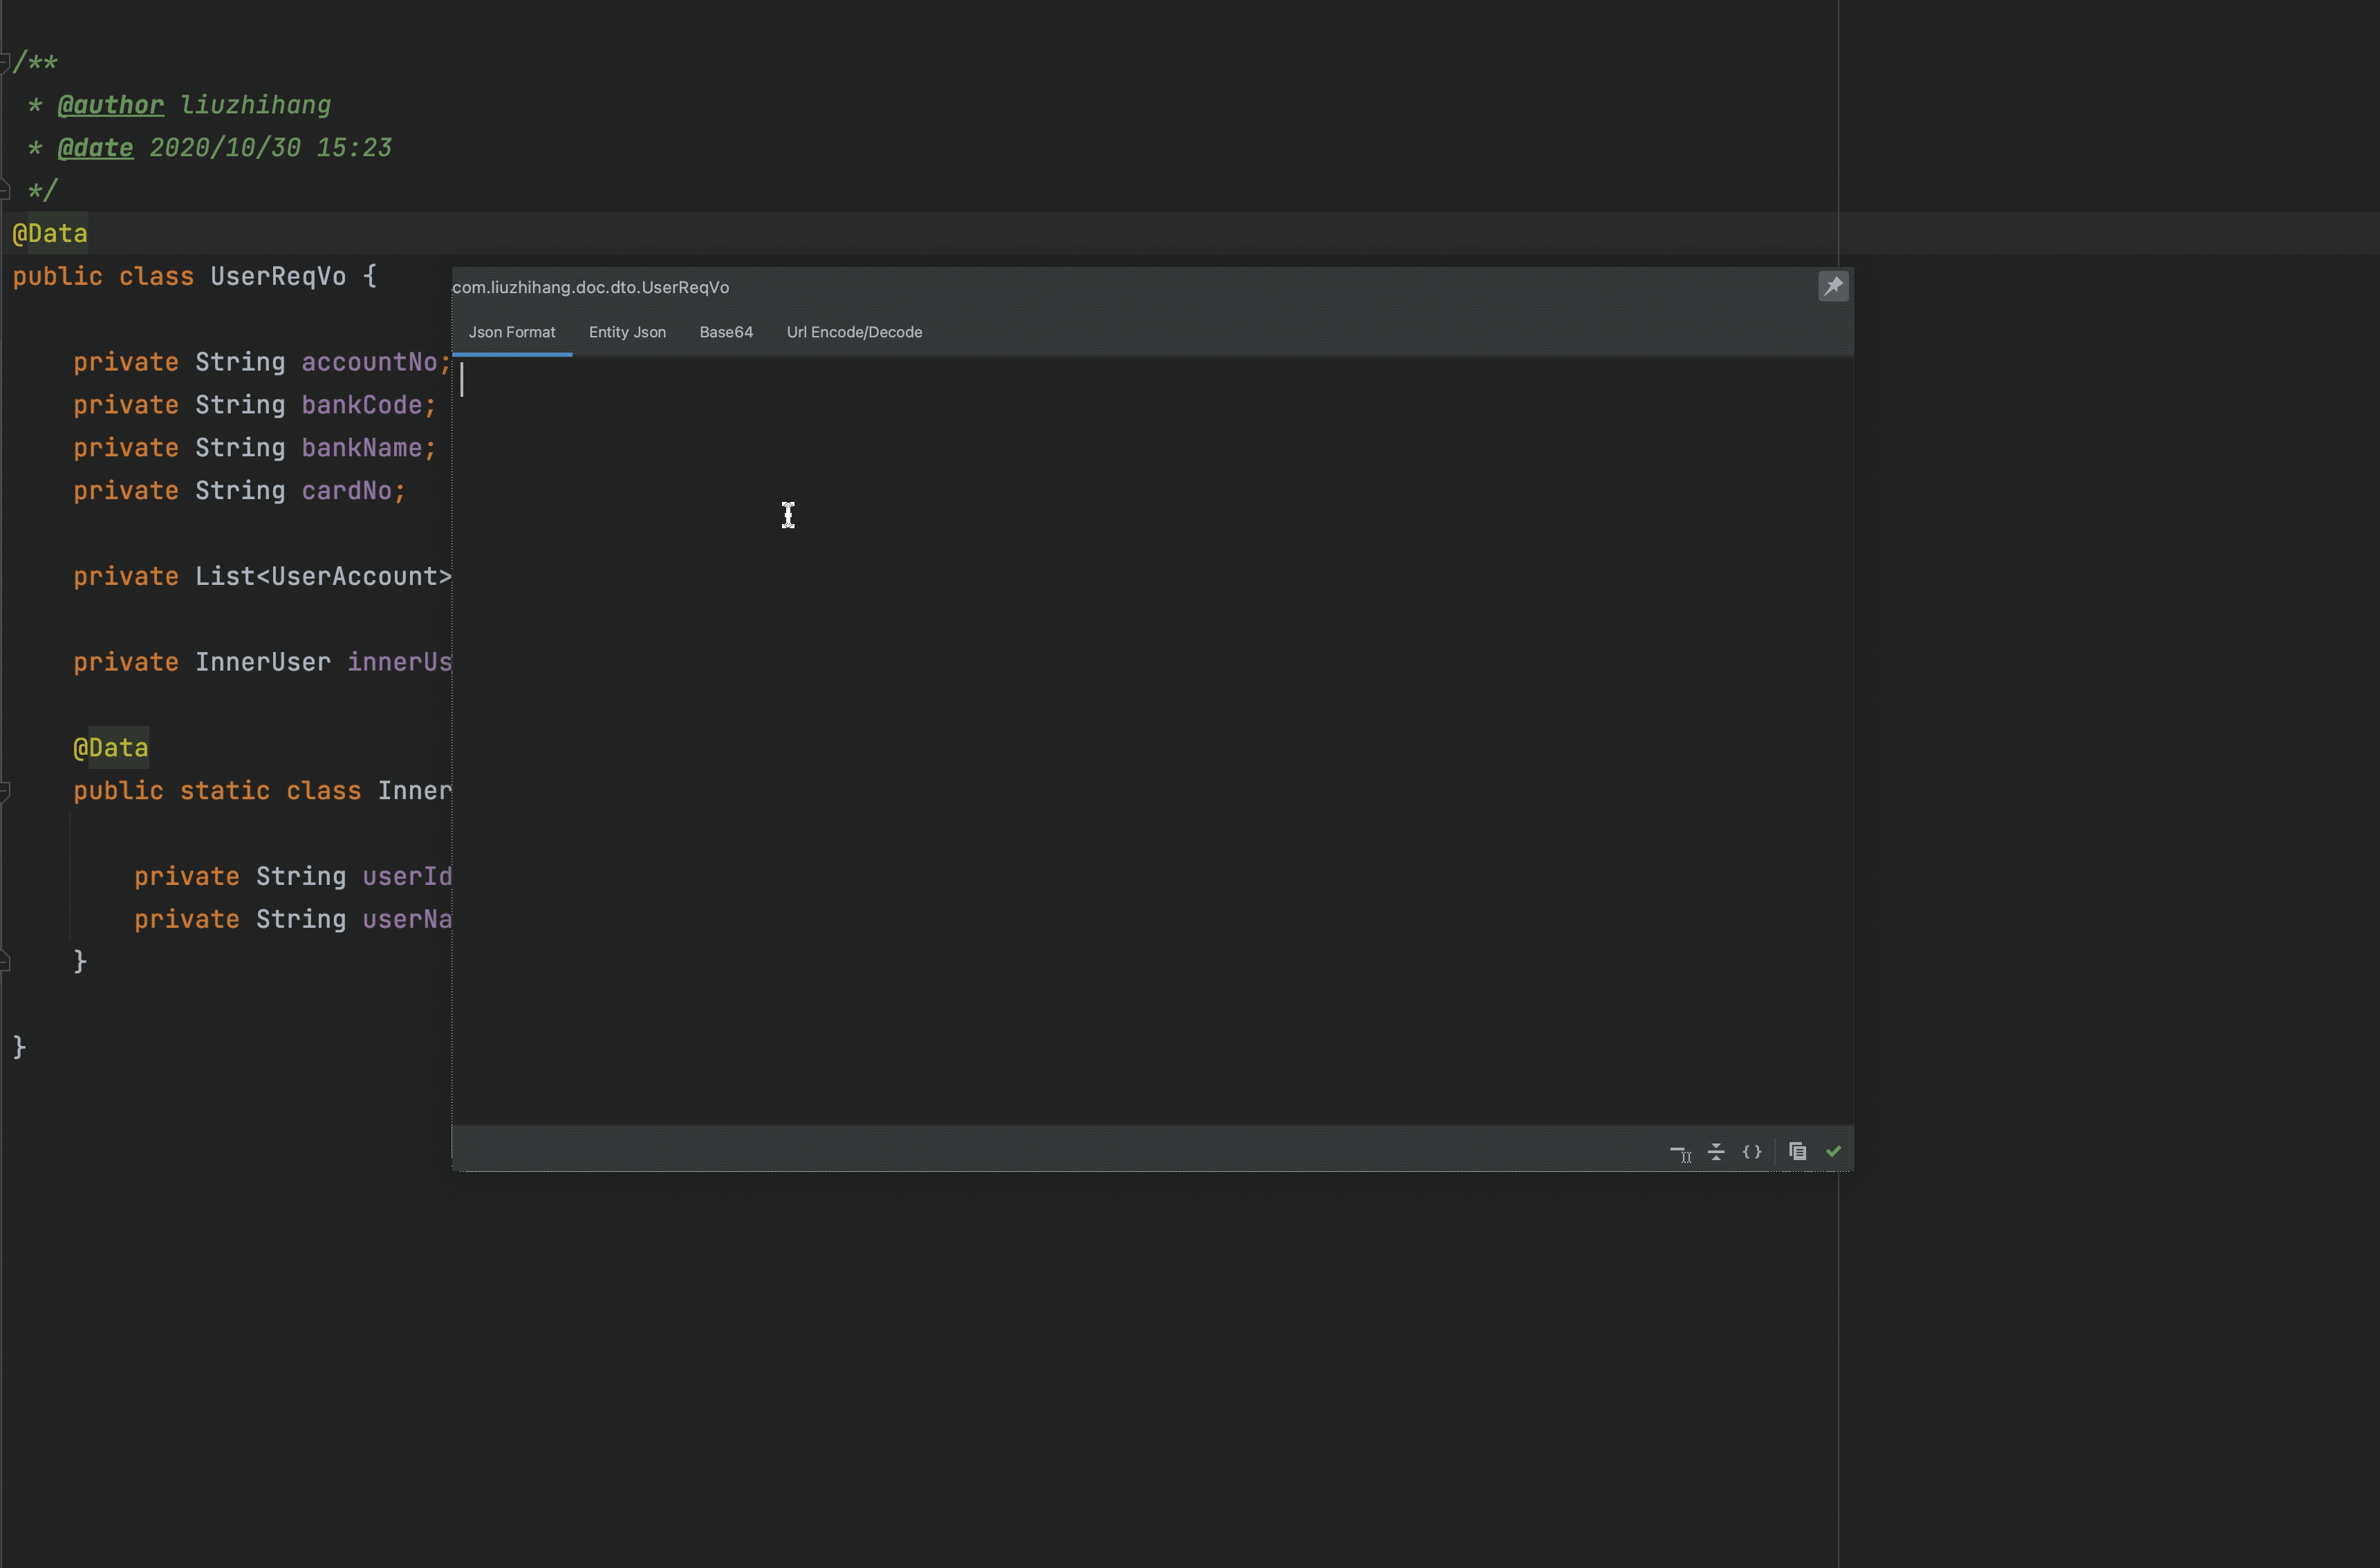 /**
* @author liuzhihang
* @date 2020/10/30 15:23
*/
@Data
public class UserReqVo {
private String accountNo;
private String bankCode;
private String bankName;
private String cardNo;
private List<UserAccount>
private InnerUser innerUs
@Data
public static class Inner
private String userId
private String userNa
}
}
com.liuzhihang.doc.dto.UserReqVo
Json Format Entity Json Base64 Url Encode/Decode